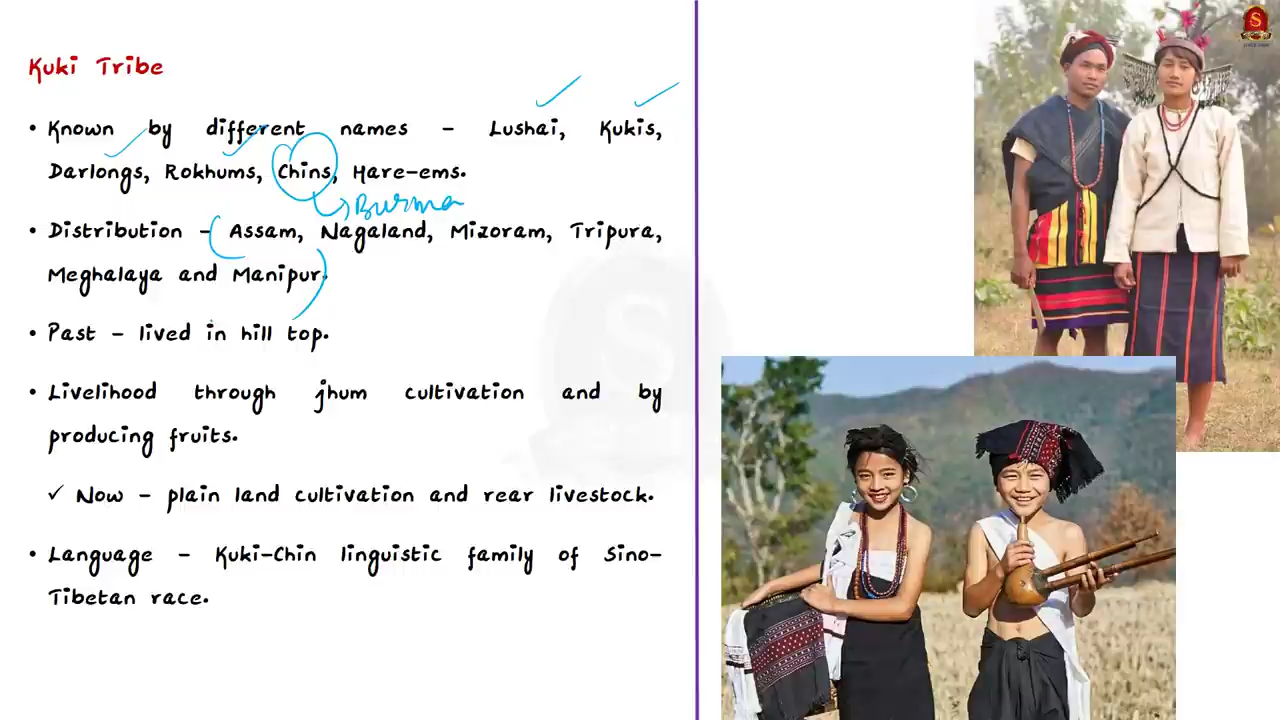 Kuki Tribe
• Known by different names - Lushai, Kukis,
Darlongs, Rokhums, Chins, Hare-ems.
Burma
• Distribution - Assam, Nagaland, Mizoram, Tripura,
Meghalaya and Manipur.
• Past - lived in hill top.
• Livelihood through jhum cultivation and by
producing fruits.
✓ Now - plain land cultivation and rear livestock.
• Language - Kuki-Chin linguistic family of Sino-
Tibetan race.
S